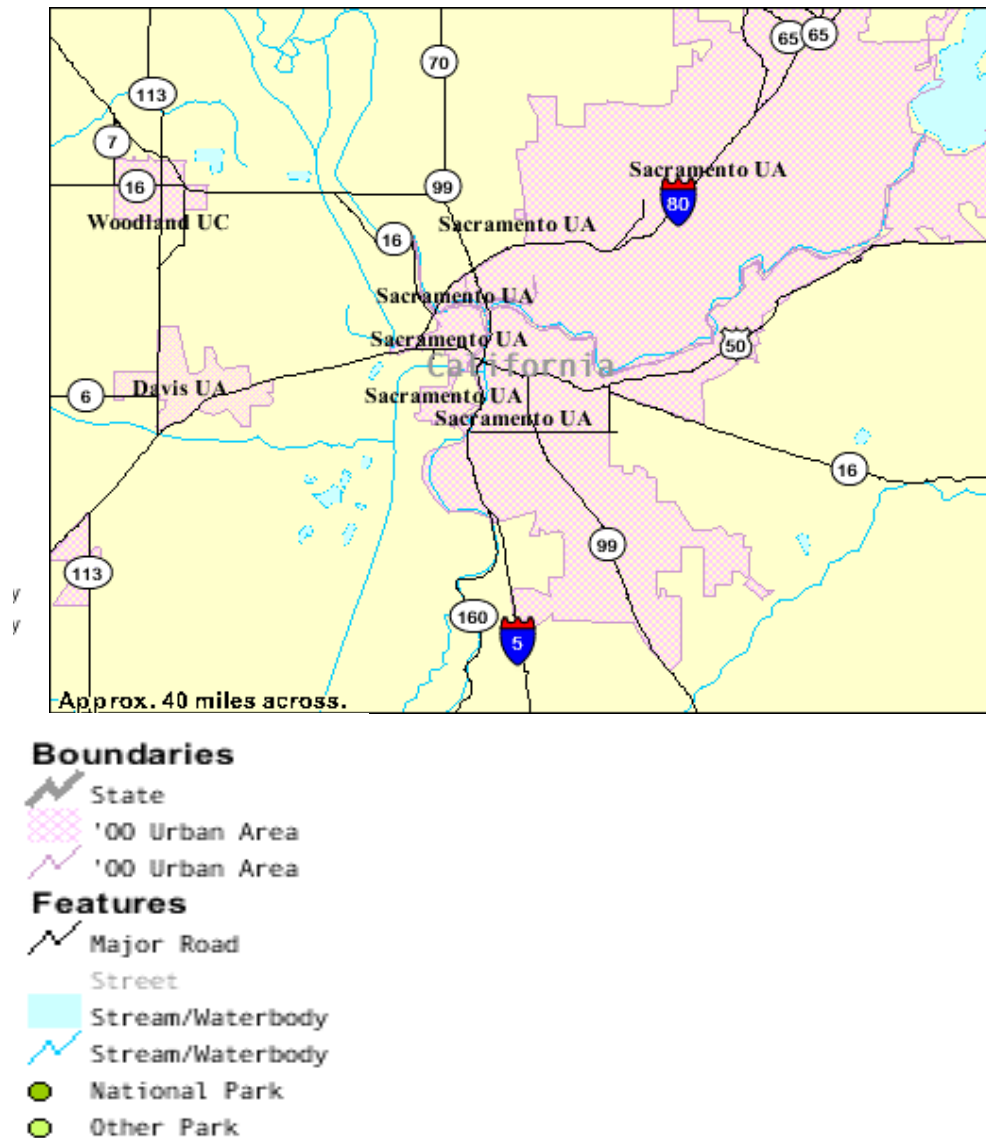 65
65
70
113
7
Sacramento UA
16
99
80
Woodland UC
Sacramento UA
16
Sacramento UA
Sacramento UA
50
California
Davis UA
6
Sacramento UA
Sacramento UA
16
99
113
y
160
y
5
Approx. 40 miles across.
Boundaries
State
'00 Urban Area
'00 Urban Area
Features
Major Road
Street
Stream/Waterbody
Stream/Waterbody
National Park
Other Park